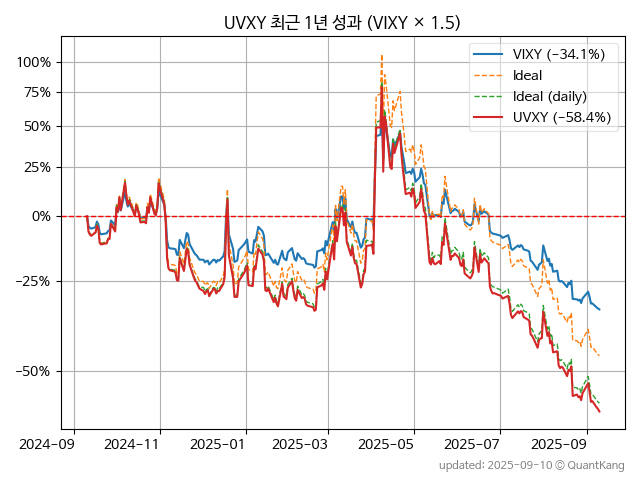 UVXY 최근 1년 성과 (VIXY × 1.5)
VIXY (−34.1%)
Ideal
Ideal (daily)
UVXY (−58.4%)
100%
75%
50%
25%
0%
−25%
−50%
2024-09
2024-11
2025-01
2025-03
2025-05
2025-07
2025-09
updated: 2025-09-10 © QuantKang